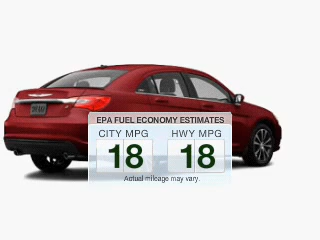 EPA FUEL ECONOMY ESTIMATES
CITY MPG HWY MPG
18 18
Actual mileage may vary.